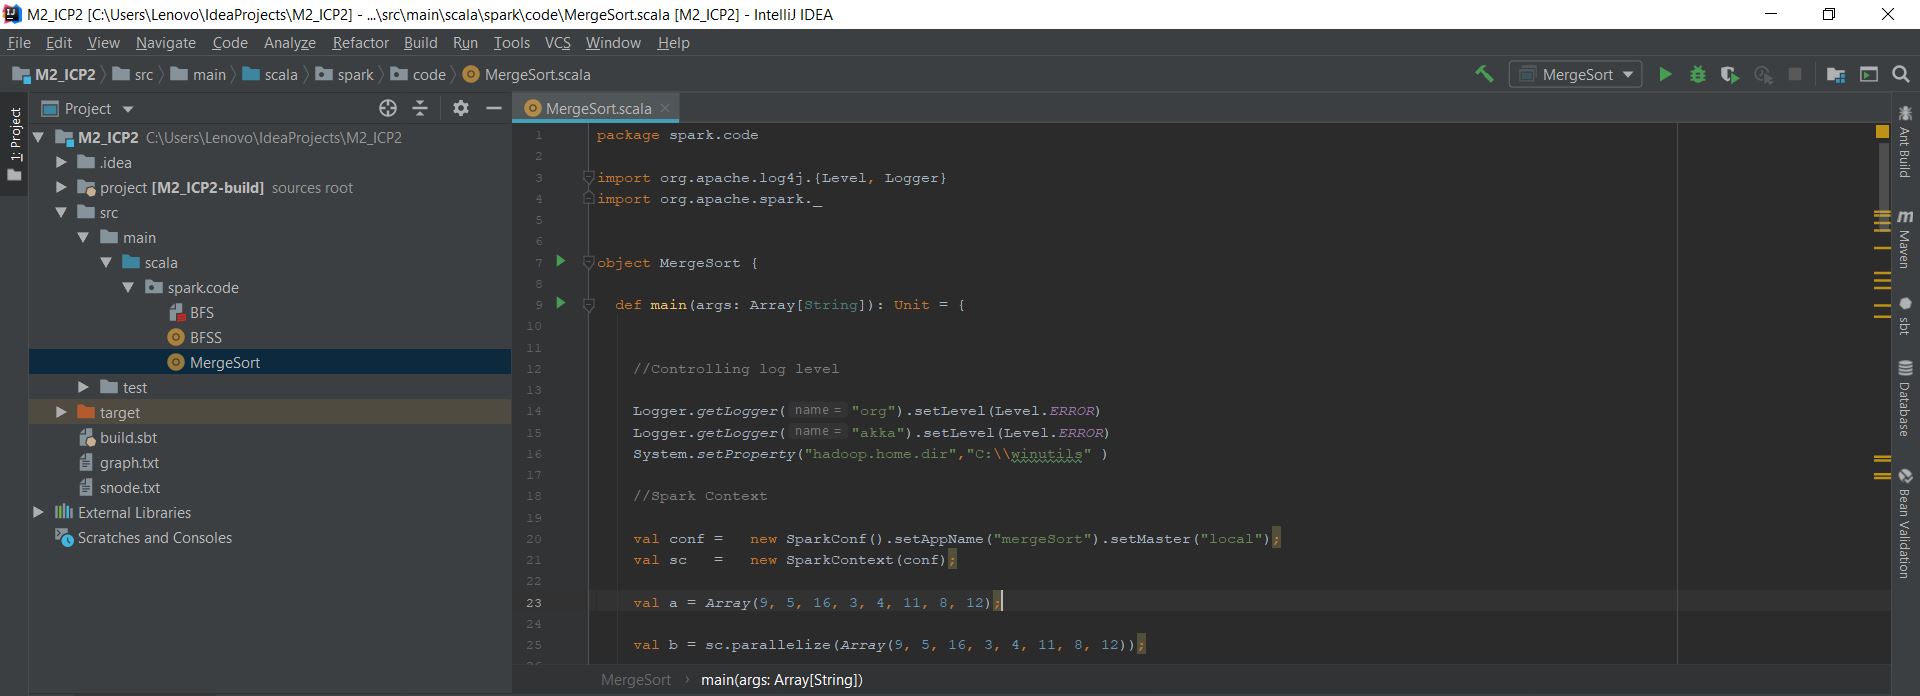 M2_ICP2 [C:\Users\Lenovo\IdeaProjects\M2_ICP2] - ...\src\main\scala\spark\code\MergeSort.scala [M2_ICP2] - IntelliJ IDEA
File Edit View Navigate Code Analyze Refactor Build Run Tools VCS Window Help
M2_ICP2 src main scala spark code MergeSort.scala
MergeSort
1: Project
Project
M2_ICP2 C:\Users\Lenovo\IdeaProjects\M2_ICP2
.idea
project [M2_ICP2-build] sources root
src
main
scala
spark.code
BFS
BFSS
MergeSort
test
target
build.sbt
graph.txt
snode.txt
External Libraries
Scratches and Consoles
MergeSort.scala
1 package spark.code
2
3 import org.apache.log4j.{Level, Logger}
4 import org.apache.spark._
5
6
7 object MergeSort {
8
9 def main(args: Array[String]): Unit = {
10
11
12 //Controlling log level
13
14 Logger.getLogger( name = "org").setLevel(Level.ERROR)
15 Logger.getLogger( name = "akka").setLevel(Level.ERROR)
16 System.setProperty("hadoop.home.dir","C:\\winutils" )
17
18 //Spark Context
19
20 val conf = new SparkConf().setAppName("mergeSort").setMaster("local");
21 val sc = new SparkContext(conf);
22
23 val a = Array(9, 5, 16, 3, 4, 11, 8, 12);
24
25 val b = sc.parallelize(Array(9, 5, 16, 3, 4, 11, 8, 12));
MergeSort › main(args: Array[String])
Ant Build
Maven
sbt
Database
Bean Validation